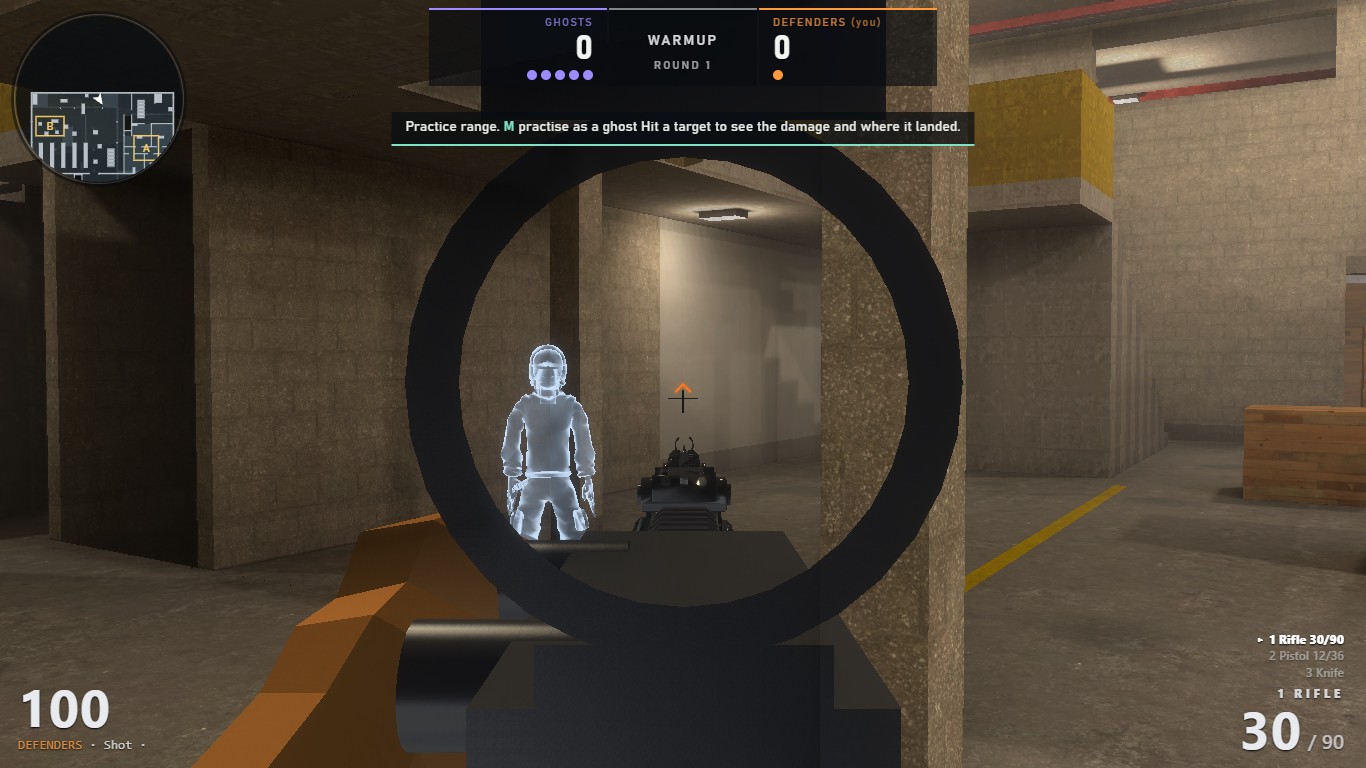 GHOSTS
0
WARMUP
ROUND 1
DEFENDERS (you)
0
Practice range. M practise as a ghost Hit a target to see the damage and where it landed.
B
A
▸ 1 Rifle 30/90
2 Pistol 12/36
3 Knife
1 RIFLE
30 / 90
100
DEFENDERS · Shot ·